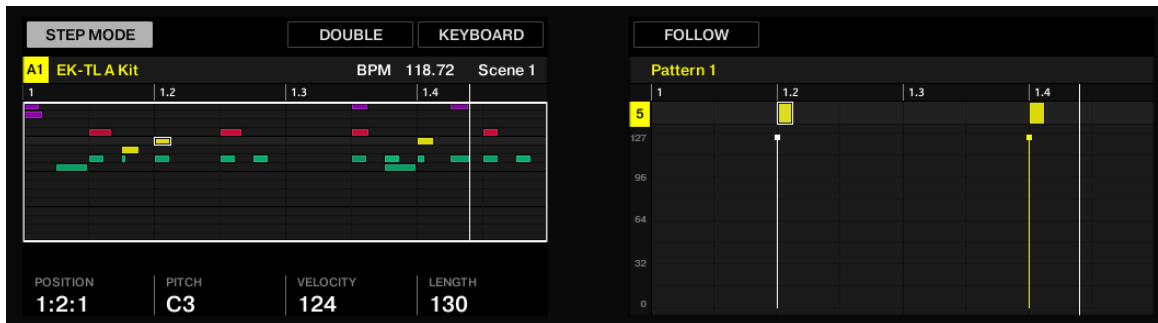 STEP MODE DOUBLE KEYBOARD
A1 EK-TL A Kit BPM 118.72 Scene 1
1 1.2 1.3 1.4
POSITION PITCH VELOCITY LENGTH
1:2:1 C3 124 130
FOLLOW
Pattern 1
1 1.2 1.3 1.4
5
127
96
64
32
0